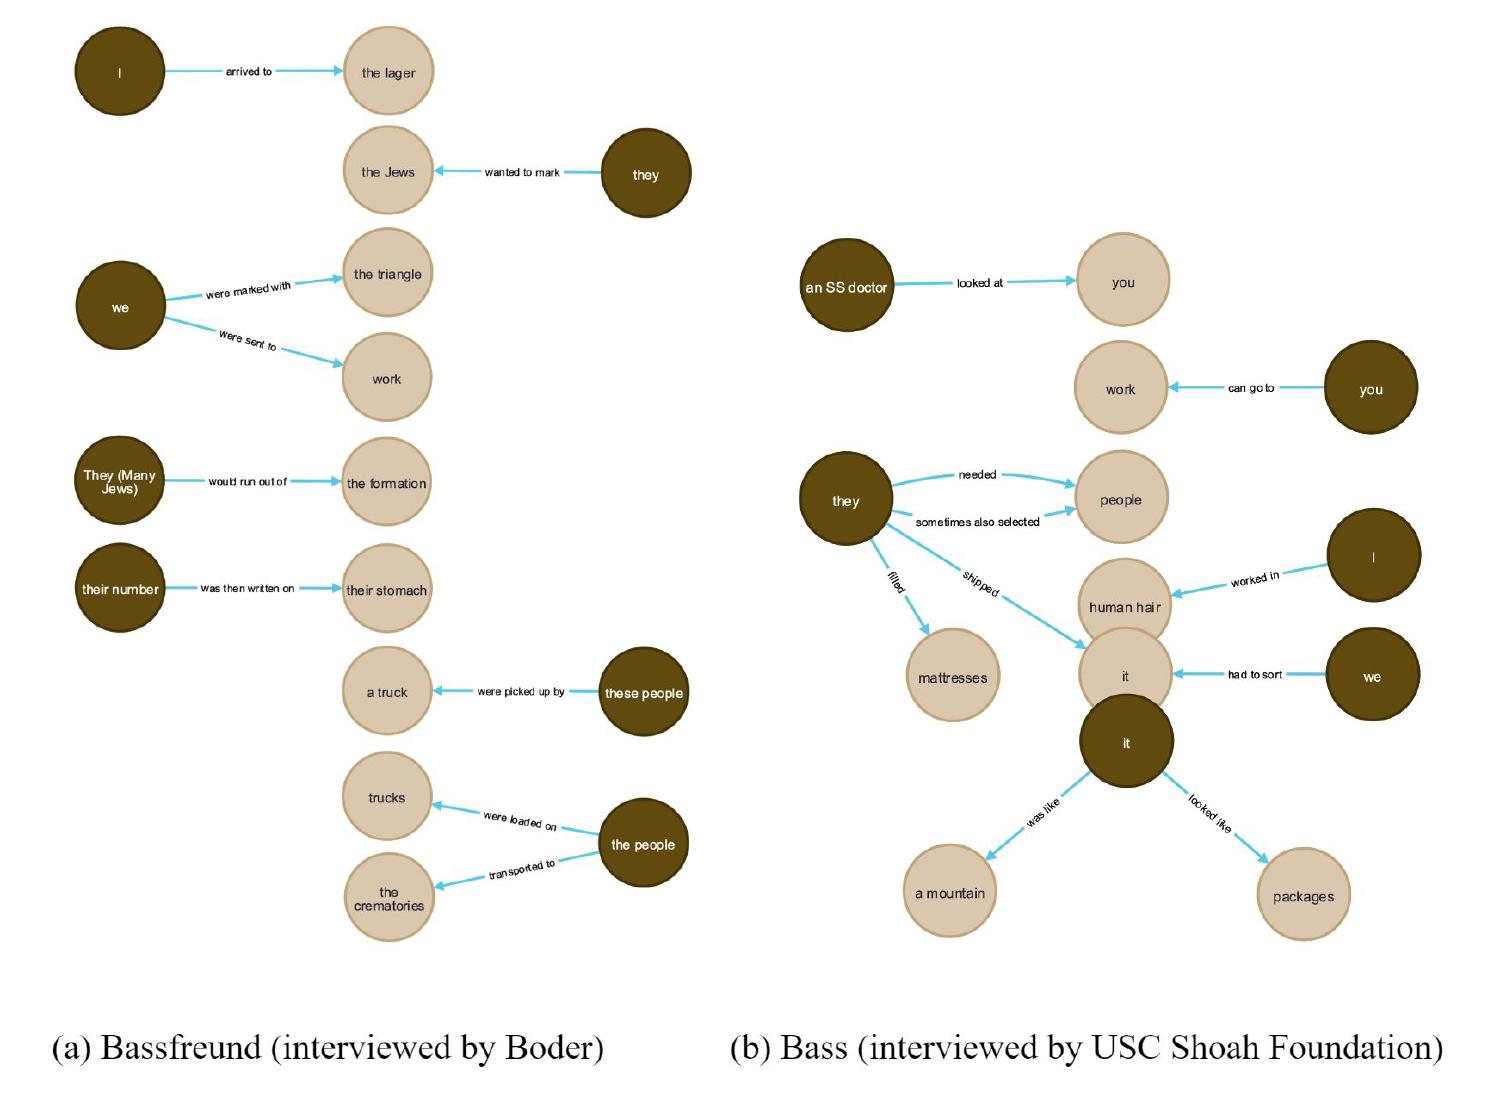 I
arrived to
the lager
the Jews
wanted to mark
they
we
were marked with
the triangle
were sent to
work
They (Many
Jews)
would run out of
the formation
their number
was then written on
their stomach
a truck
were picked up by
these people
trucks
were loaded on
the people
transported to
the
crematories
(a) Bassfreund (interviewed by Boder)
an SS doctor
looked at
you
work
can go to
you
they
needed
people
sometimes also selected
filled
shipped
human hair
worked in
I
mattresses
it
had to sort
we
it
was like
looked like
a mountain
packages
(b) Bass (interviewed by USC Shoah Foundation)